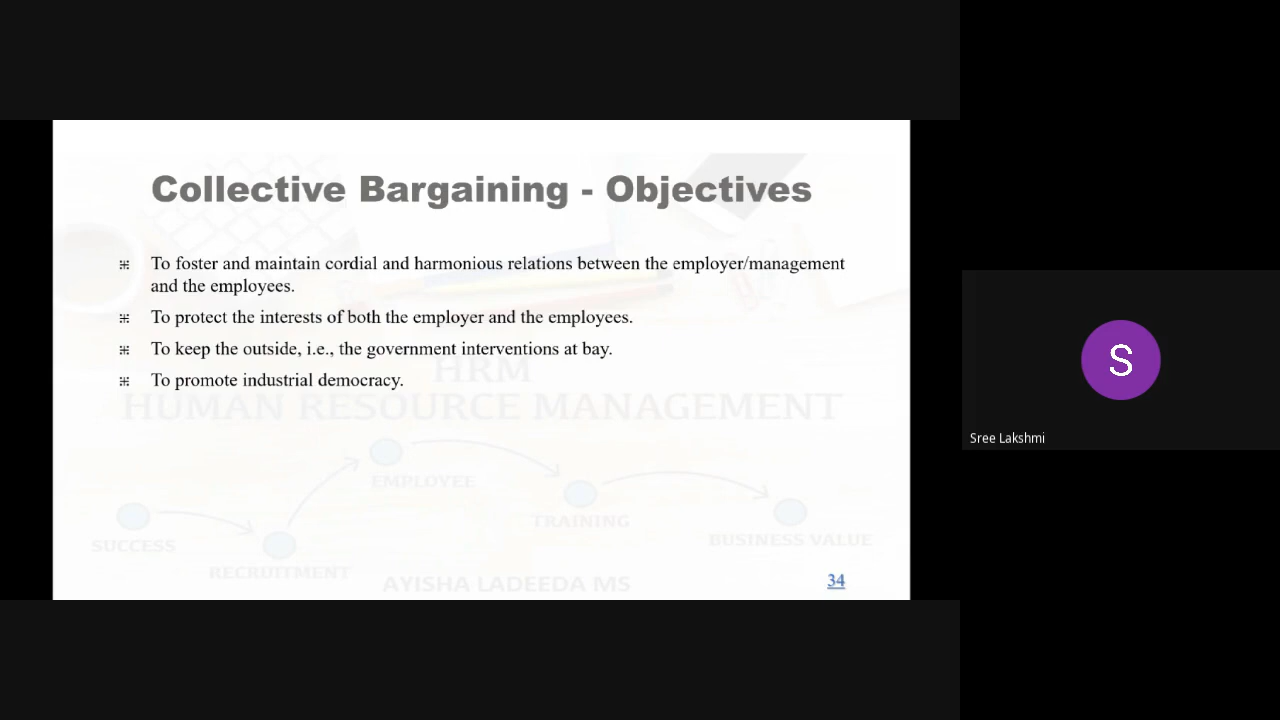 Collective Bargaining - Objectives
To foster and maintain cordial and harmonious relations between the employer/management
and the employees.
To protect the interests of both the employer and the employees.
To keep the outside, i.e., the government interventions at bay.
To promote industrial democracy.
HRM
HUMAN RESOURCE MANAGEMENT
EMPLOYEE
TRAINING
SUCCESS
BUSINESS VALUE
RECRUITMENT
AYISHA LADEEDA MS
34
S
Sree Lakshmi